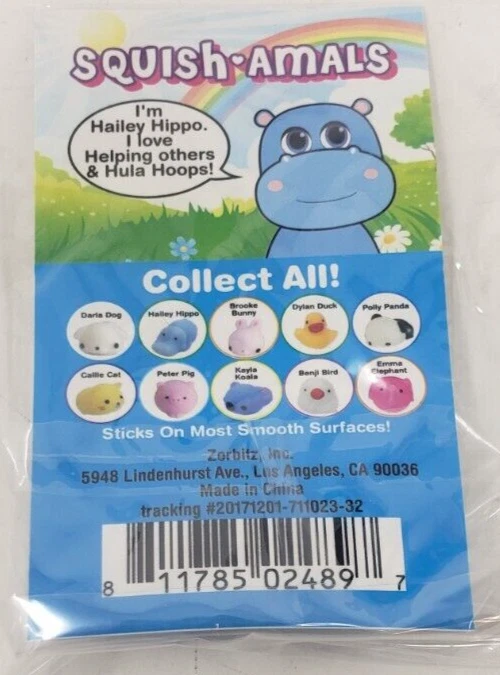 SQUISh•AMALS
I'm
Hailey Hippo.
I love
Helping others
& Hula Hoops!
Collect All!
Darla Dog
Hailey Hippo
Brooke
Bunny
Dylan Duck
Polly Panda
Callie Cat
Peter Pig
Kayla
Koala
Benji Bird
Emma
Elephant
Sticks On Most Smooth Surfaces!
Zorbitz, Inc.
5948 Lindenhurst Ave., Los Angeles, CA 90036
Made in China
tracking #20171201-711023-32
8 11785 02489 7